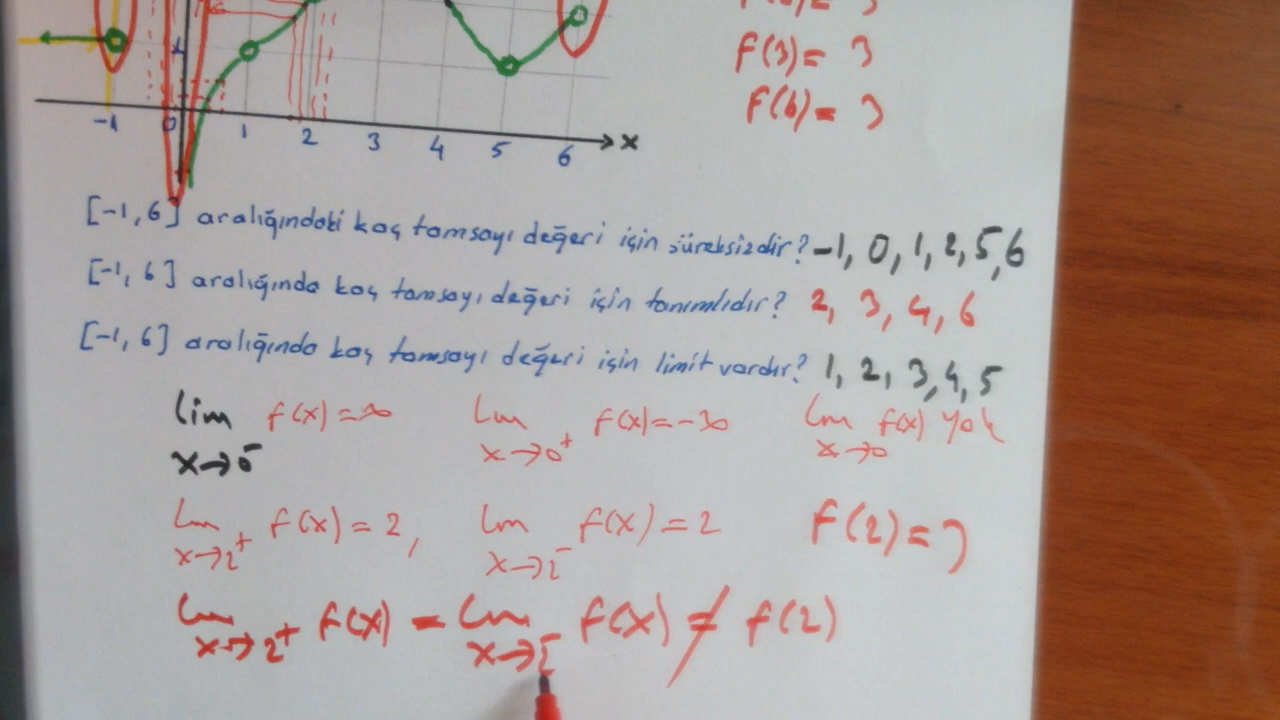 F(3) = 3
F(6) = 3
1
-1 0 1 2 3 4 5 6 x
[-1,6] aralığındaki kaç tamsayı değeri için süreksizdir? -1, 0, 1, 2, 5, 6
[-1,6] aralığında kaç tamsayı değeri için tanımlıdır? 2, 3, 4, 6
[-1,6] aralığında kaç tamsayı değeri için limit vardır? 1, 2, 3, 4, 5
lim x→0⁻ f(x) = ∞ lim x→0⁺ f(x) = -∞ lim x→0 f(x) yok
lim x→2⁺ f(x) = 2, lim x→2⁻ f(x) = 2 f(2) = 3
lim x→2⁺ f(x) = lim x→2⁻ f(x) ≠ f(2)